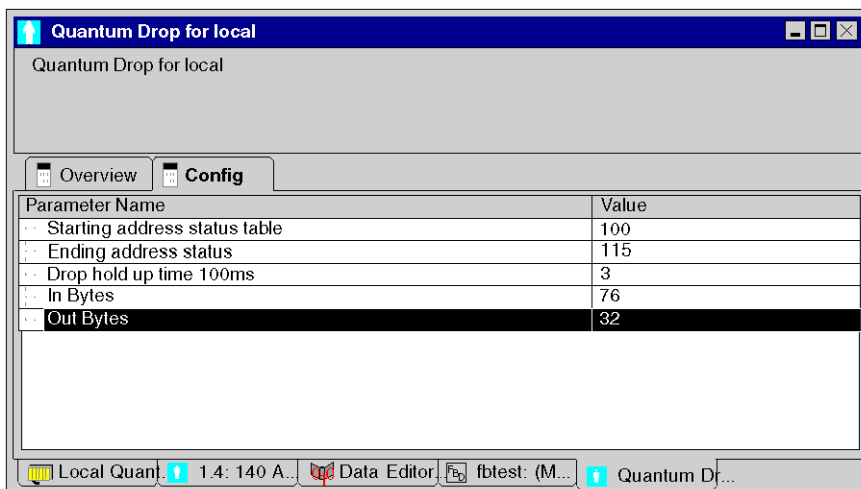 Quantum Drop for local
Quantum Drop for local
Overview Config
Parameter Name Value
Starting address status table 100
Ending address status 115
Drop hold up time 100ms 3
In Bytes 76
Out Bytes 32
Local Quant. 1.4: 140 A... Data Editor. FBD fbtest: (M... Quantum Dr...